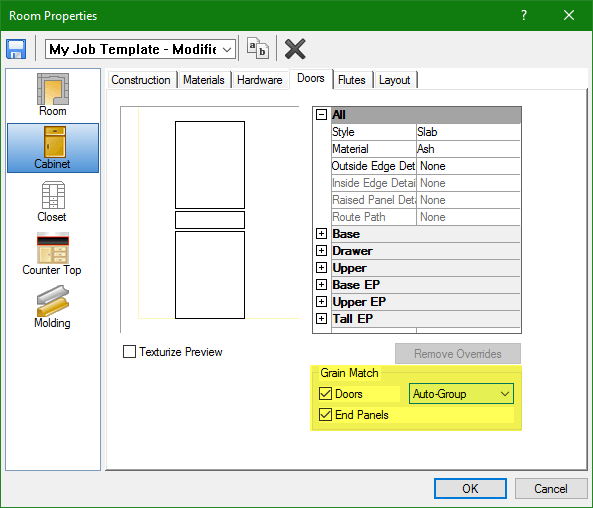 Room Properties
?
My Job Template - Modifie
a b
Room
Cabinet
Closet
Counter Top
Molding
Construction Materials Hardware Doors Flutes Layout
All
Style Slab
Material Ash
Outside Edge Det None
Inside Edge Detai None
Raised Panel Deta None
Route Path None
Base
Drawer
Upper
Base EP
Upper EP
Tall EP
Texturize Preview
Remove Overrides
Grain Match
Doors Auto-Group
End Panels
OK Cancel